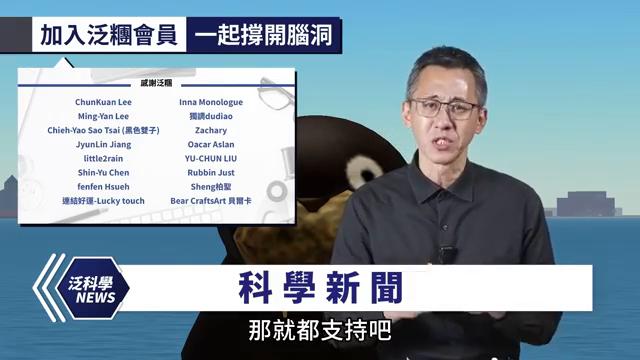 加入泛糰會員 一起撐開腦洞
感謝泛糰
ChunKuan Lee Inna Monologue
Ming-Yan Lee 獨調dudiao
Chieh-Yao Sao Tsai (黑色雙子) Zachary
JyunLin Jiang Oacar Aslan
little2rain YU-CHUN LIU
Shin-Yu Chen Rubbin Just
fenfen Hsueh Sheng柏聖
連結好運-Lucky touch Bear CraftsArt 貝爾卡
泛科學
NEWS
科學新聞
那就都支持吧